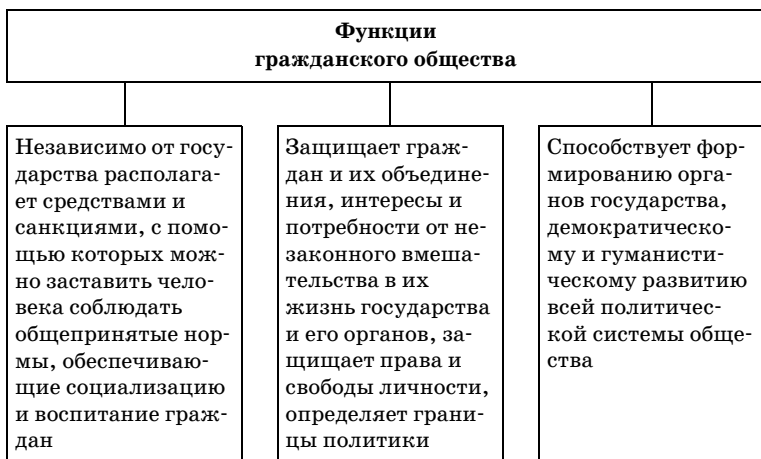 Функции
гражданского общества
Независимо от госу-
дарства располага-
ет средствами и
санкциями, с помо-
щью которых мож-
но заставить чело-
века соблюдать
общепринятые нор-
мы, обеспечиваю-
щие социализацию
и воспитание граж-
дан
Защищает граж-
дан и их объедине-
ния, интересы и
потребности от не-
законного вмеша-
тельства в их
жизнь государства
и его органов, за-
щищает права и
свободы личности,
определяет грани-
цы политики
Способствует фор-
мированию орга-
нов государства,
демократическо-
му и гуманисти-
ческому развитию
всей политичес-
кой системы обще-
ства